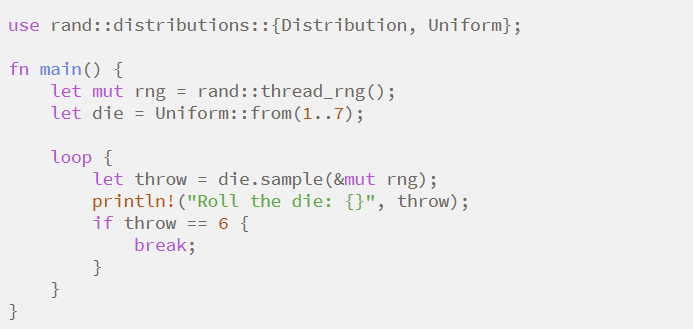 use rand::distributions::{Distribution, Uniform};

fn main() {
    let mut rng = rand::thread_rng();
    let die = Uniform::from(1..7);

    loop {
        let throw = die.sample(&mut rng);
        println!("Roll the die: {}", throw);
        if throw == 6 {
            break;
        }
    }
}